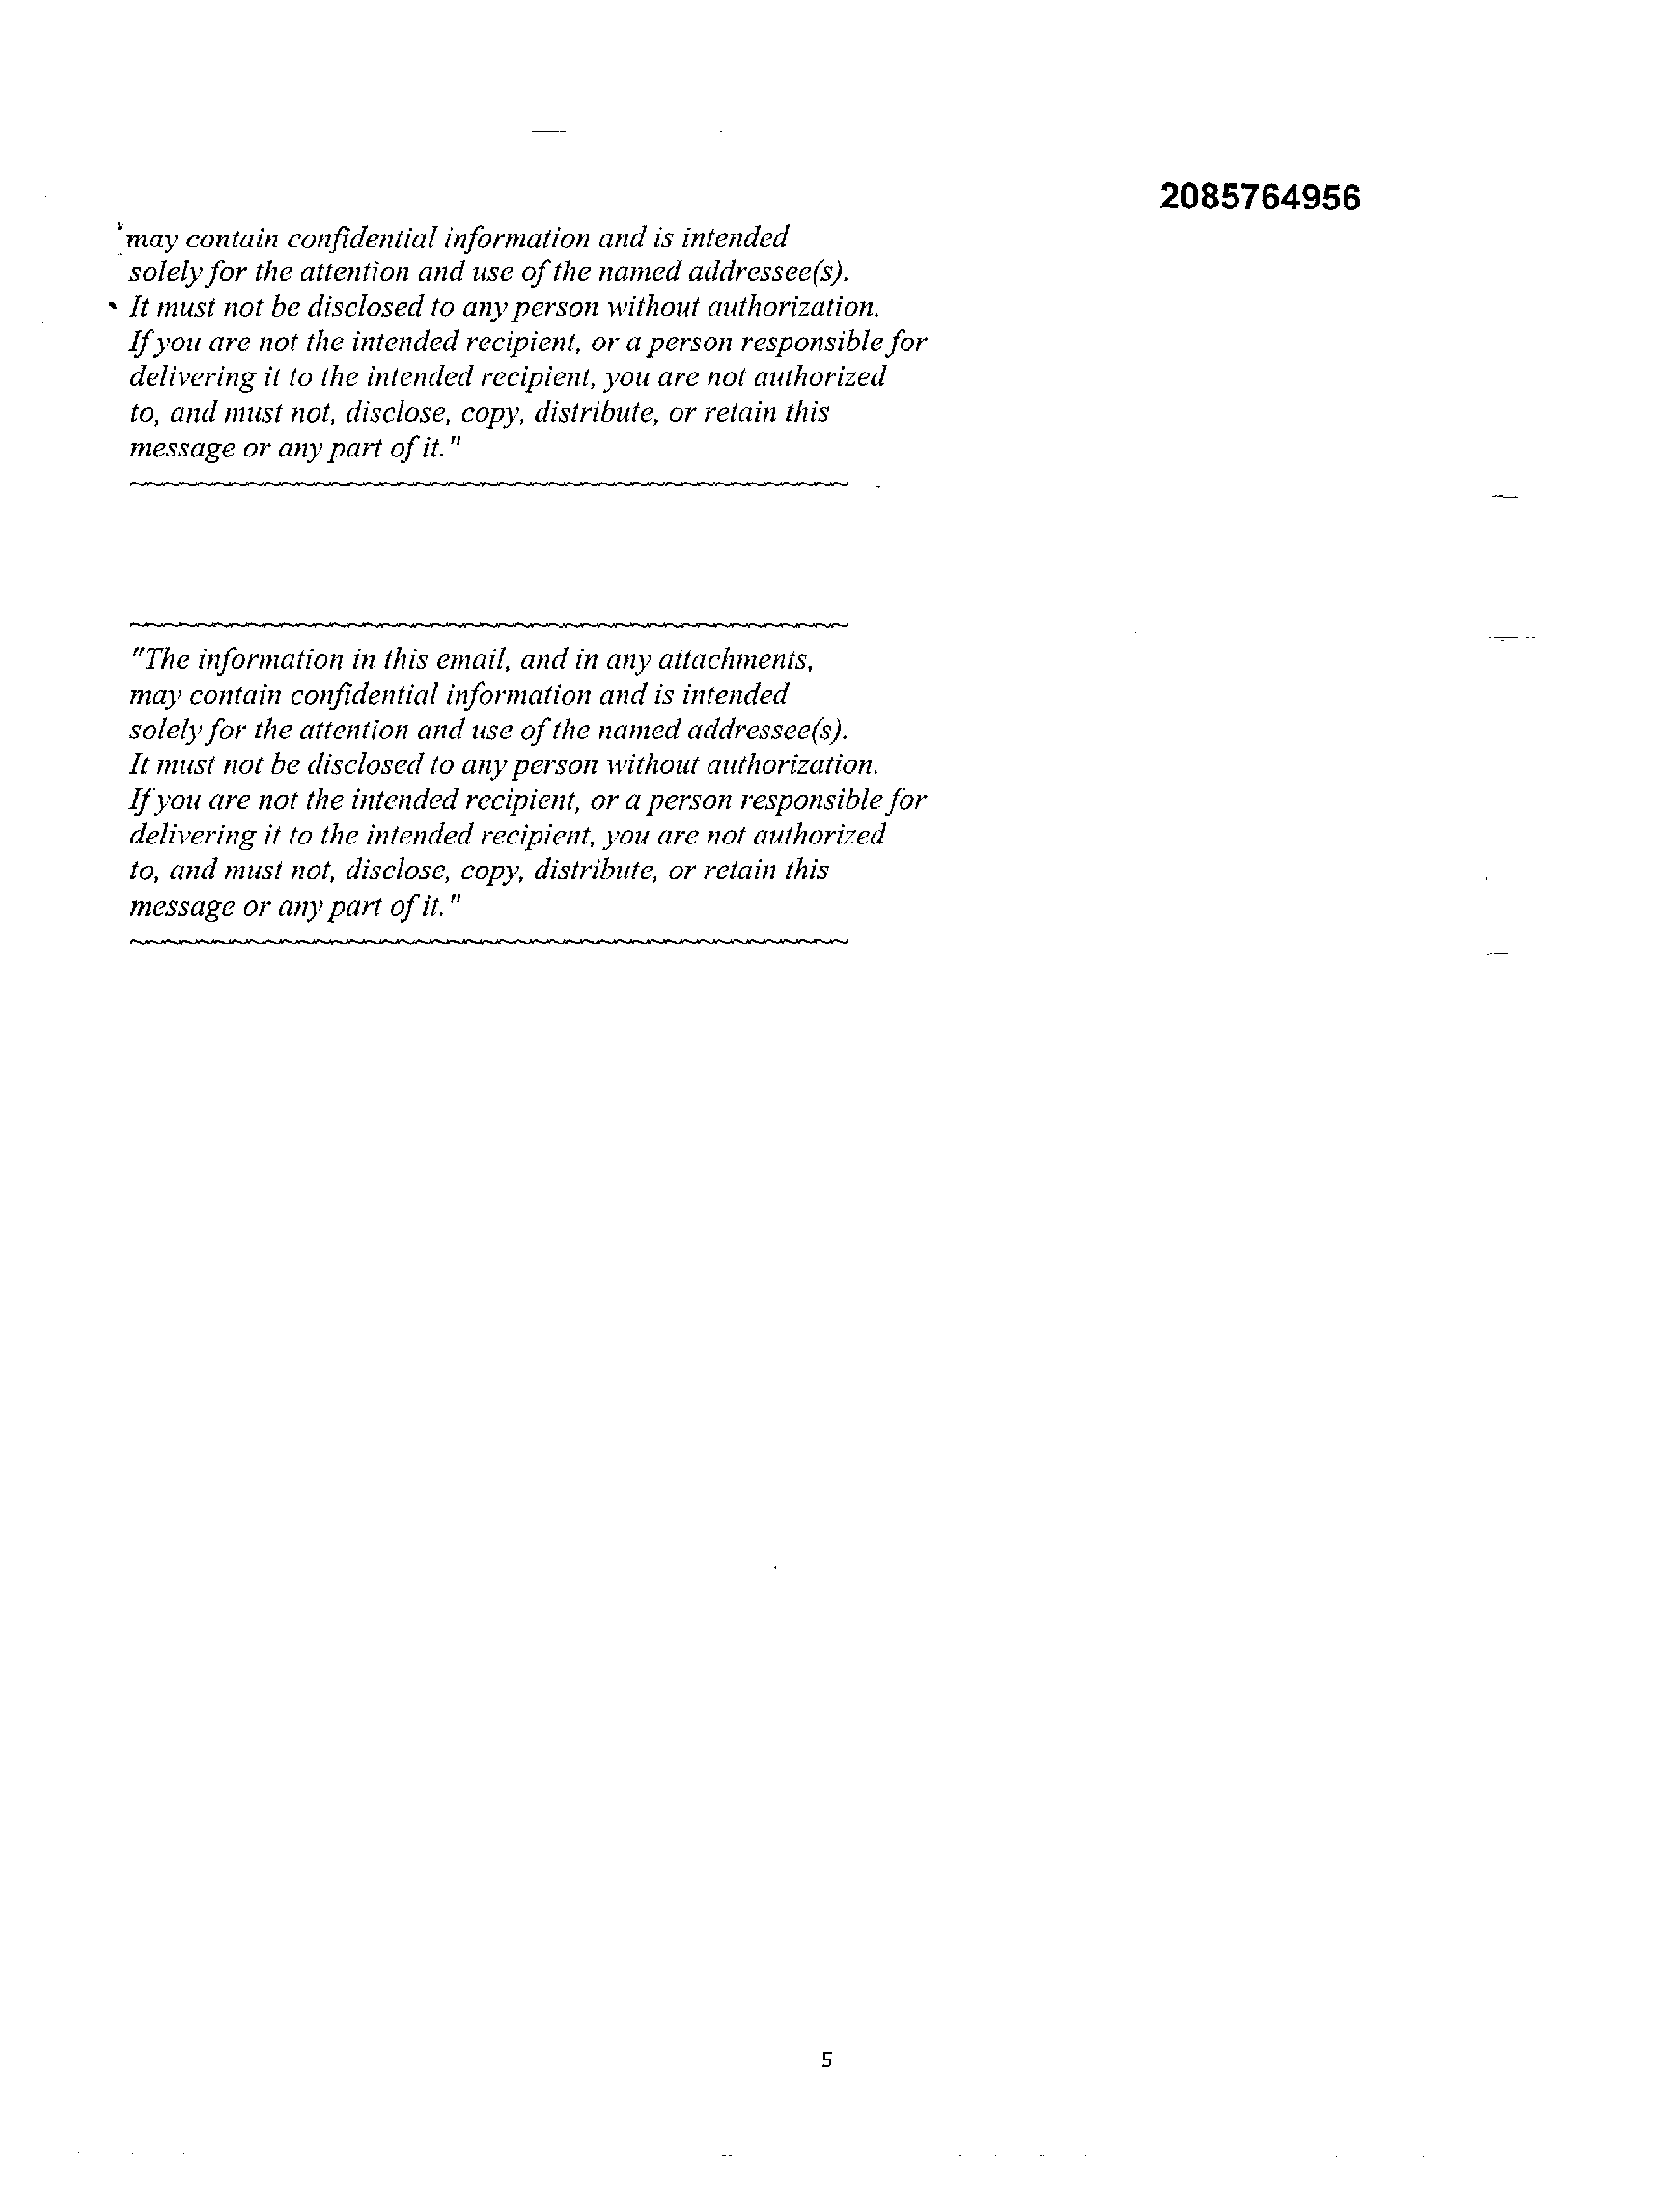 2085764956
may contain confidential information and is intended
solely for the attention and use of the named addressee(s).
It must not be disclosed to any person without authorization.
If you are not the intended recipient, or a person responsible for
delivering it to the intended recipient, you are not authorized
to, and must not, disclose, copy, distribute, or retain this
message or any part of it."
"The information in this email, and in any attachments,
may contain confidential information and is intended
solely for the attention and use of the named addressee(s).
It must not be disclosed to any person without authorization.
If you are not the intended recipient, or a person responsible for
delivering it to the intended recipient, you are not authorized
to, and must not, disclose, copy, distribute, or retain this
message or any part of it."
5